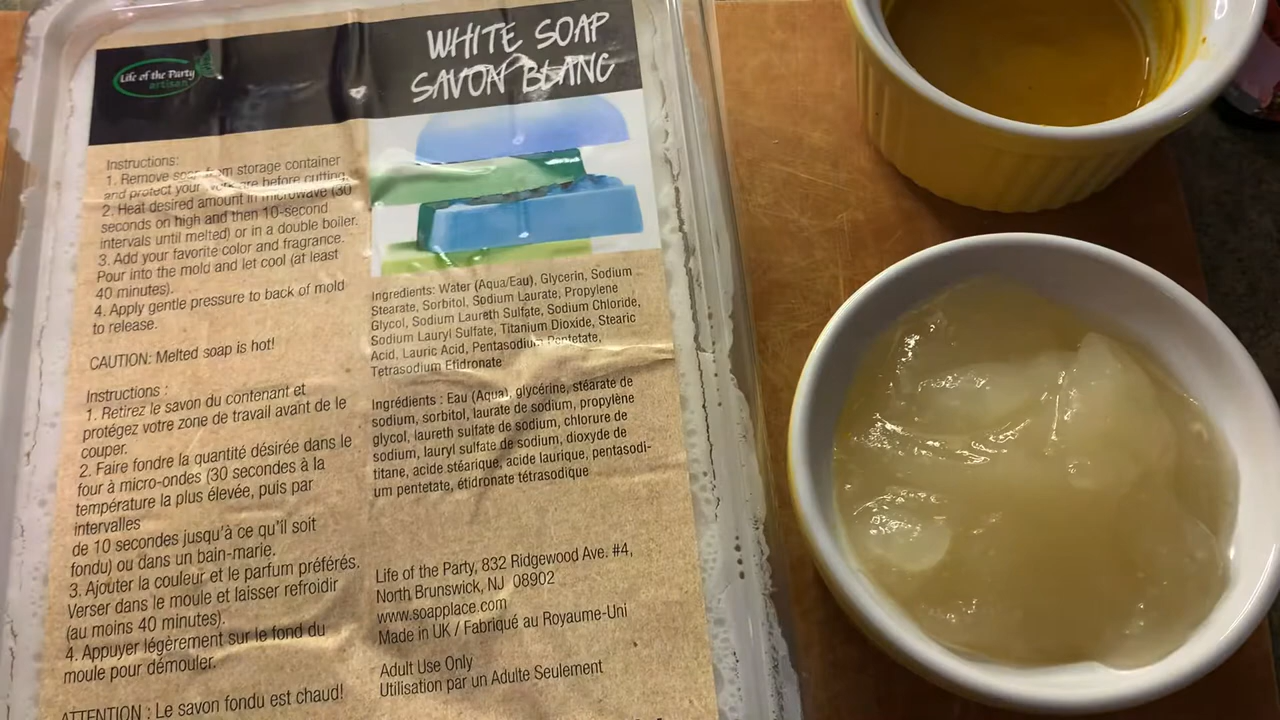 Life of the Party
artisan
WHITE SOAP
SAVON BLANC
Instructions:
1. Remove soap from storage container
and protect your before cutting.
2. Heat desired amount in microwave (30
seconds on high and then 10-second
intervals until melted) or in a double boiler.
3. Add your favorite color and fragrance.
Pour into the mold and let cool (at least
40 minutes).
4. Apply gentle pressure to back of mold
to release.
CAUTION: Melted soap is hot!
Instructions :
1. Retirez le savon du contenant et
protégez votre zone de travail avant de le
couper.
2. Faire fondre la quantité désirée dans le
four à micro-ondes (30 secondes à la
température la plus élevée, puis par
intervalles
de 10 secondes jusqu'à ce qu'il soit
fondu) ou dans un bain-marie.
3. Ajouter la couleur et le parfum préférés.
Verser dans le moule et laisser refroidir
(au moins 40 minutes).
4. Appuyer légèrement sur le fond du
moule pour démouler.
ATTENTION : Le savon fondu est chaud!
Ingredients: Water (Aqua/Eau), Glycerin, Sodium
Stearate, Sorbitol, Sodium Laurate, Propylene
Glycol, Sodium Laureth Sulfate, Sodium Chloride,
Sodium Lauryl Sulfate, Titanium Dioxide, Stearic
Acid, Lauric Acid, Pentasodium Pentetate,
Tetrasodium Etidronate
Ingrédients : Eau (Aqua), glycérine, stéarate de
sodium, sorbitol, laurate de sodium, propylène
glycol, laureth sulfate de sodium, chlorure de
sodium, lauryl sulfate de sodium, dioxyde de
titane, acide stéarique, acide laurique, pentasodi-
um pentetate, étidronate tétrasodique
Life of the Party, 832 Ridgewood Ave. #4,
North Brunswick, NJ 08902
www.soapplace.com
Made in UK / Fabriqué au Royaume-Uni
Adult Use Only
Utilisation par un Adulte Seulement